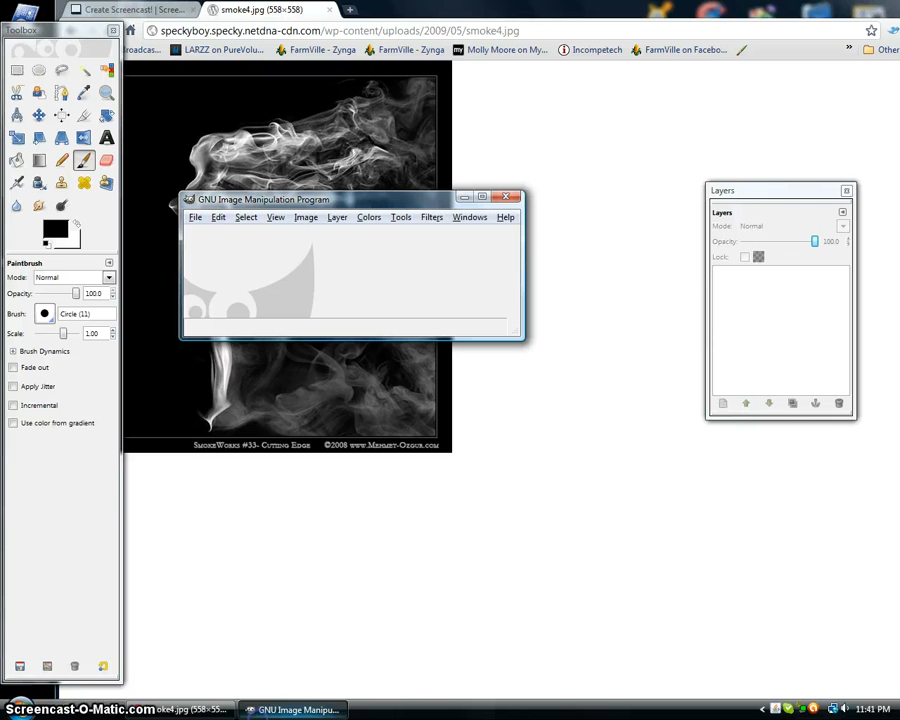 Create Screencast! | Scree...
smoke4.jpg (558×558)
Toolbox
speckyboy.specky.netdna-cdn.com/wp-content/uploads/2009/05/smoke4.jpg
roadcas...
LARZZ on PureVolu...
FarmVille - Zynga
FarmVille - Zynga
Molly Moore on My...
Incompetech
FarmVille on Facebo...
»
Other
GNU Image Manipulation Program
File Edit Select View Image Layer Colors Tools Filters Windows Help
Paintbrush
Mode: Normal
Opacity: 100.0
Brush: Circle (11)
Scale: 1.00
Brush Dynamics
Fade out
Apply Jitter
Incremental
Use color from gradient
Layers
Layers
Mode: Normal
Opacity: 100.0
Lock:
SmokeWorks #33- Cutting Edge ©2008 www.Mehmet-Ozgur.com
Screencast-O-Matic.com
oke4.jpg (558×55...
GNU Image Manipu...
11:41 PM